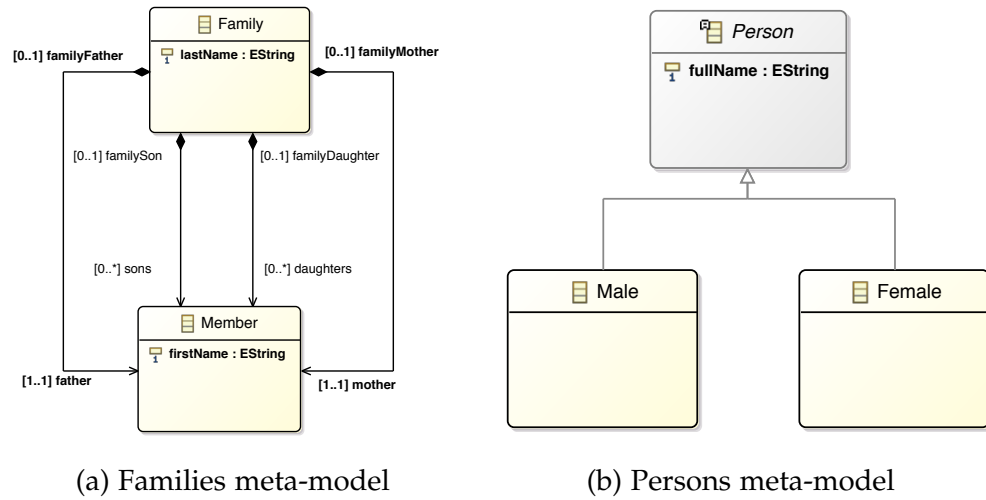 Family
lastName : EString
[0..1] familyFather
[0..1] familyMother
[0..1] familySon
[0..1] familyDaughter
[0..*] sons
[0..*] daughters
Member
firstName : EString
[1..1] father
[1..1] mother
(a) Families meta-model
Person
fullName : EString
Male
Female
(b) Persons meta-model